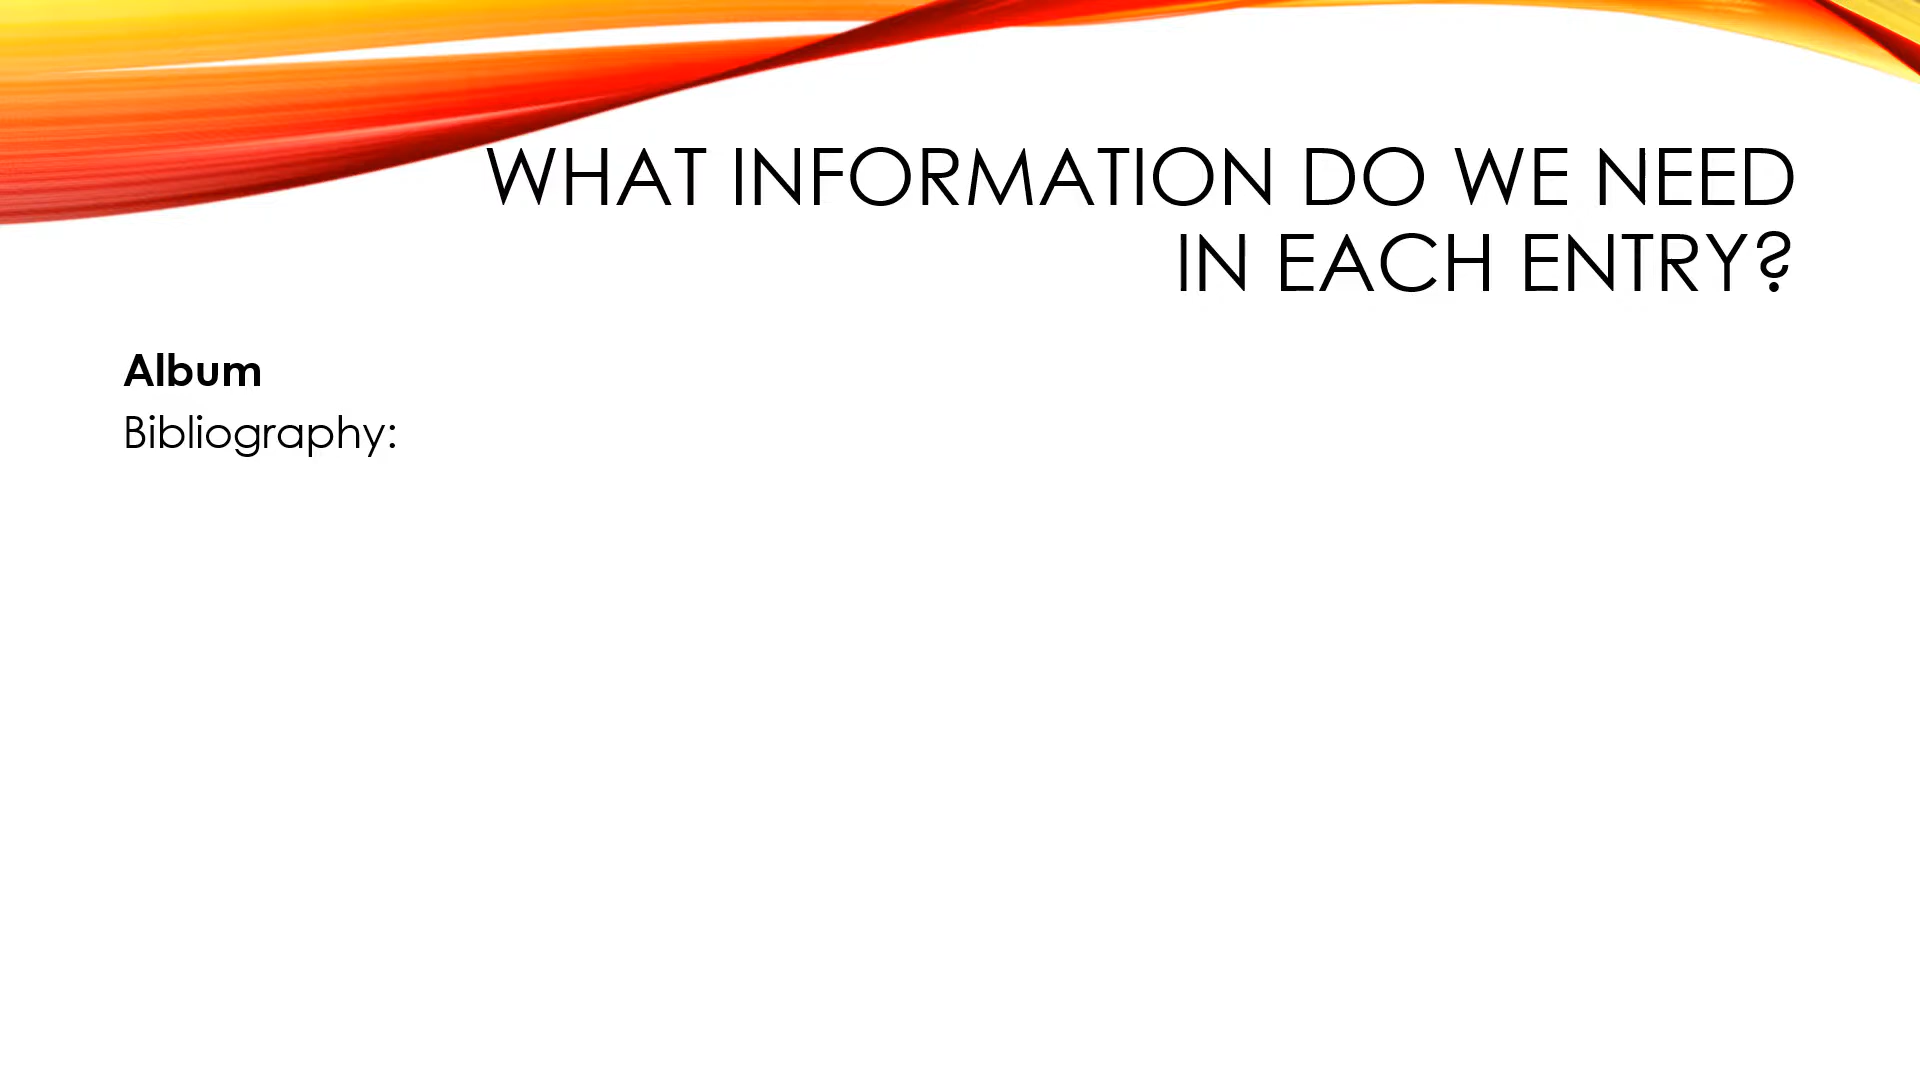 WHAT INFORMATION DO WE NEED
IN EACH ENTRY?
Album
Bibliography: